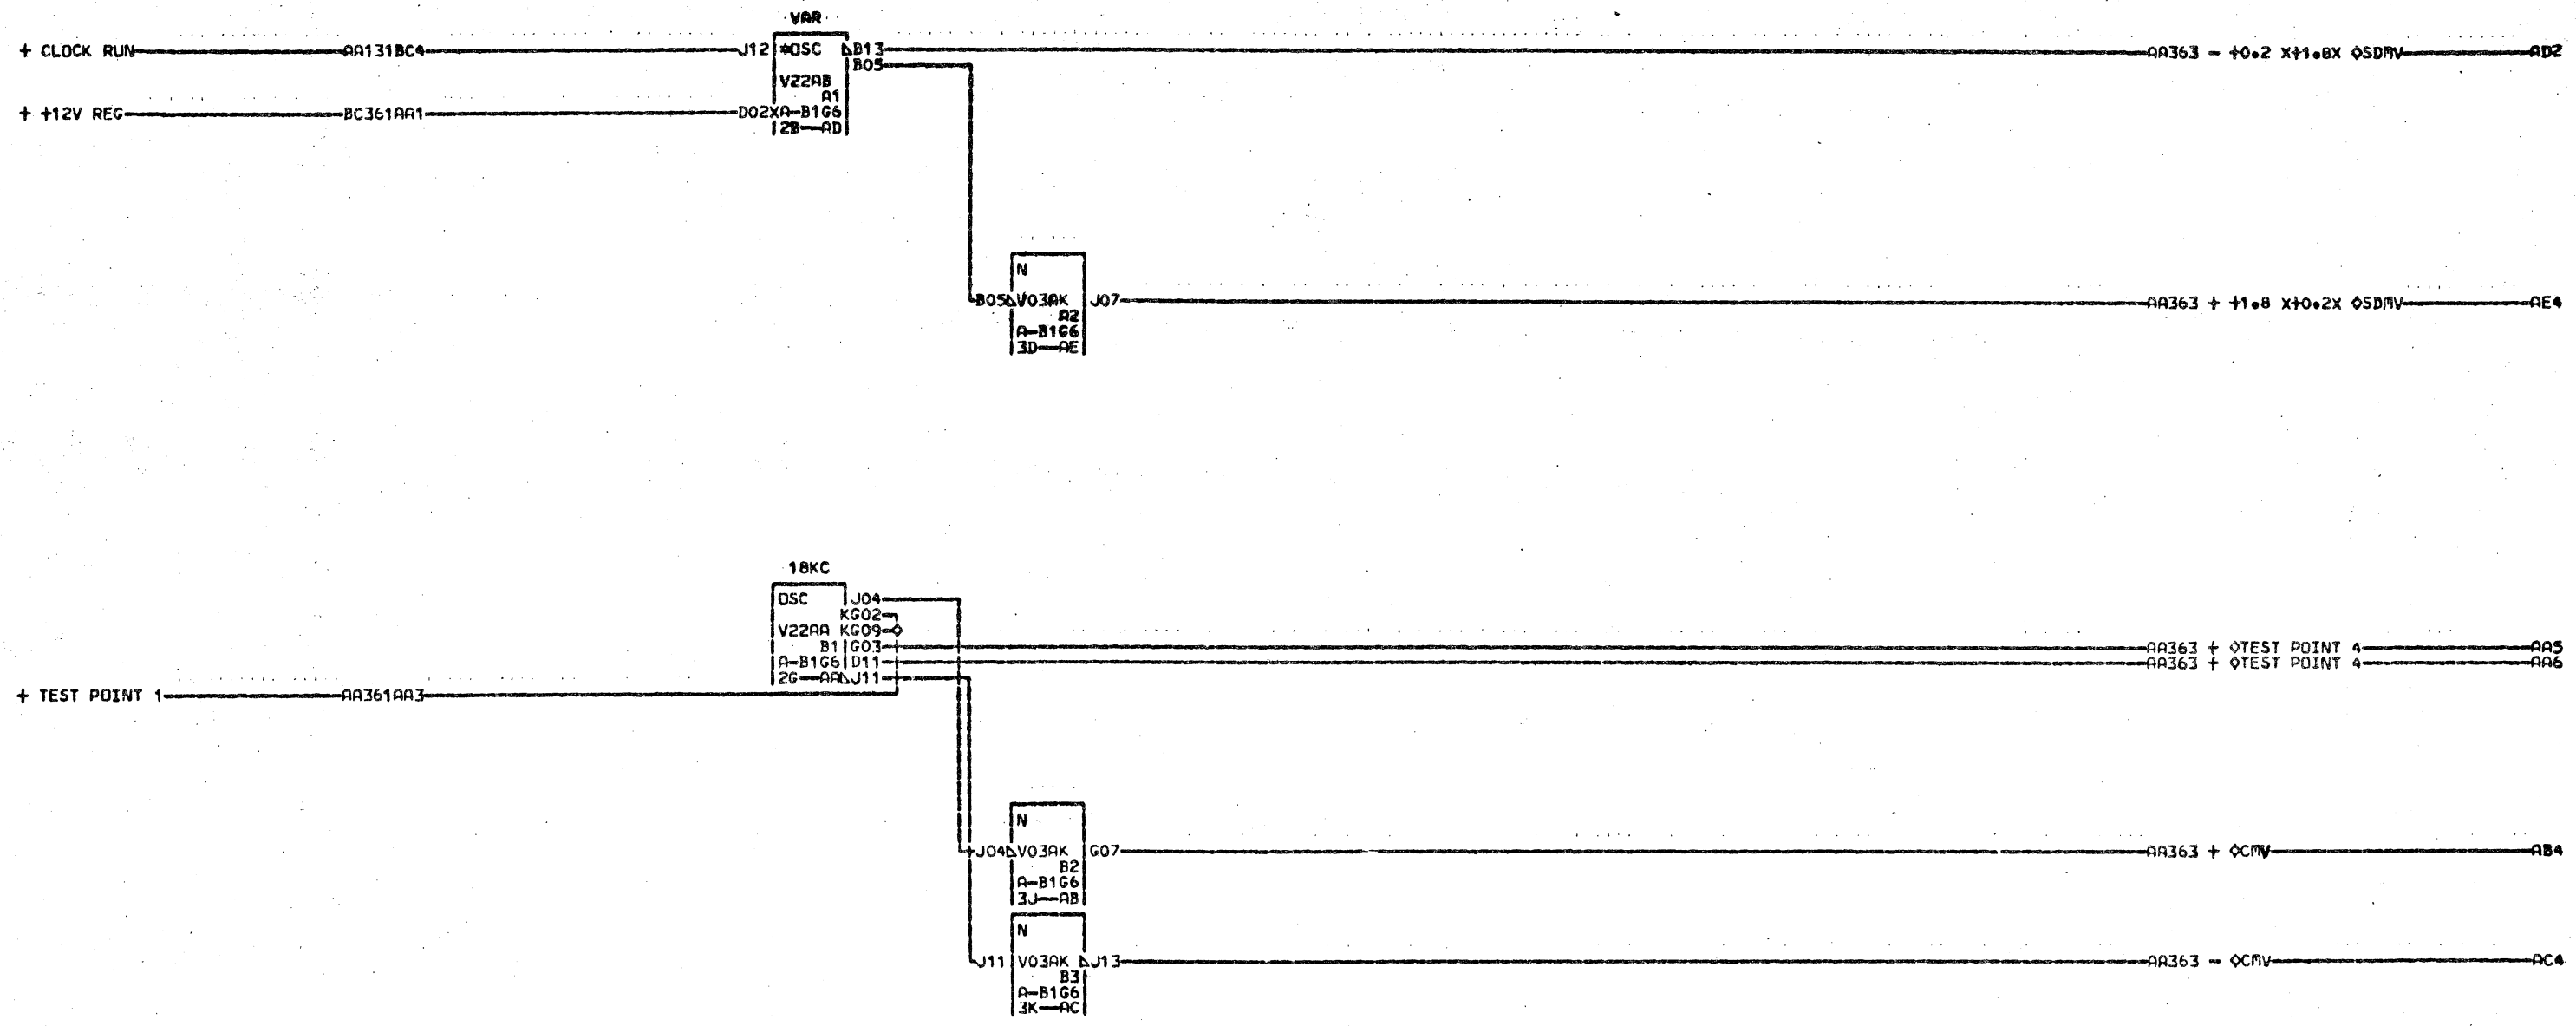 VAR
+ CLOCK RUN AA131BC4 J12 *OSC B13 AA363 - +0.2 X+1.8X ◇SDMV AD2
B05
V22AB
A1
+ +12V REG BC361AA1 D02XA-B1G6
2B-AD
N
B05 V03AK J07 AA363 + +1.8 X+0.2X ◇SDMV AE4
A2
A-B1G6
3D-AE
18KC
OSC J04
KG02
V22AA KG09
B1 G03 AA363 + ◇TEST POINT 4 AA5
A-B1G6 D11 AA363 + ◇TEST POINT 4 AA6
2G-AA J11
+ TEST POINT 1 AA361AA3
N
J04 V03AK G07 AA363 + ◇CMV AB4
B2
A-B1G6
3J-AB
N
J11 V03AK J13 AA363 - ◇CMV AC4
B3
A-B1G6
3K-AC